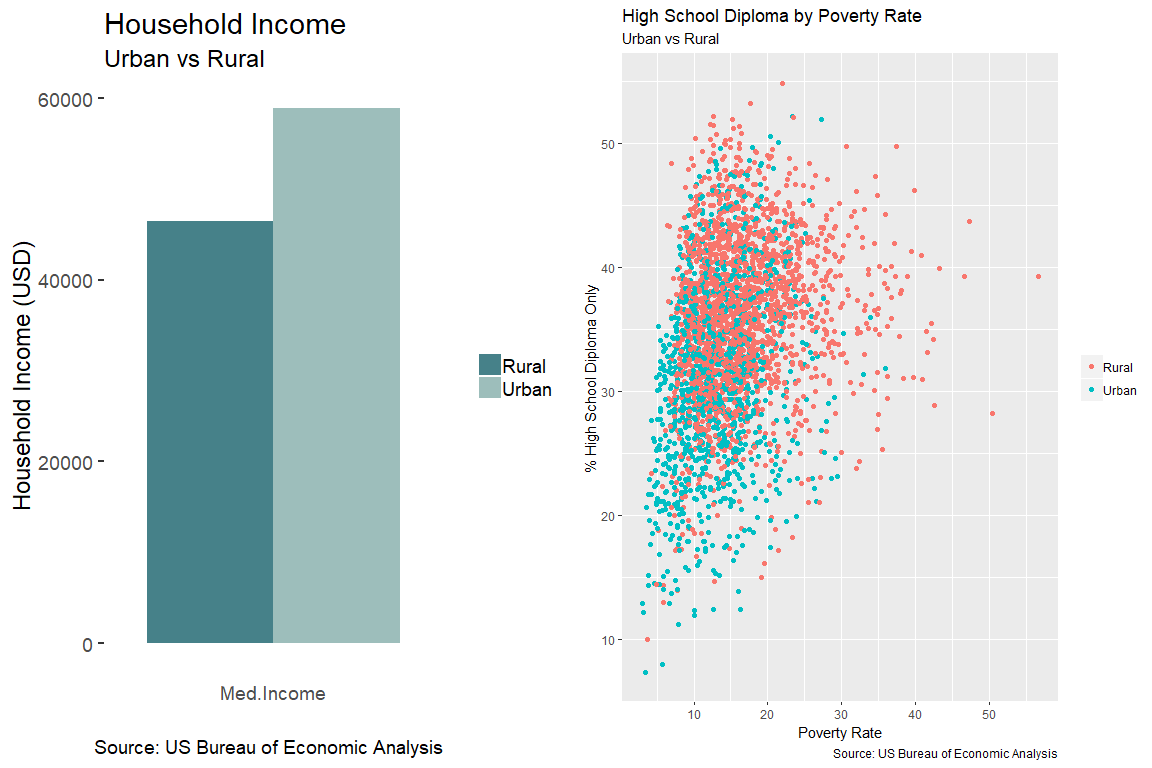 Household Income
Urban vs Rural
Household Income (USD)
60000
40000
20000
0
Med.Income
Rural
Urban
Source: US Bureau of Economic Analysis
High School Diploma by Poverty Rate
Urban vs Rural
% High School Diploma Only
50
40
30
20
10
10 20 30 40 50
Poverty Rate
Rural
Urban
Source: US Bureau of Economic Analysis